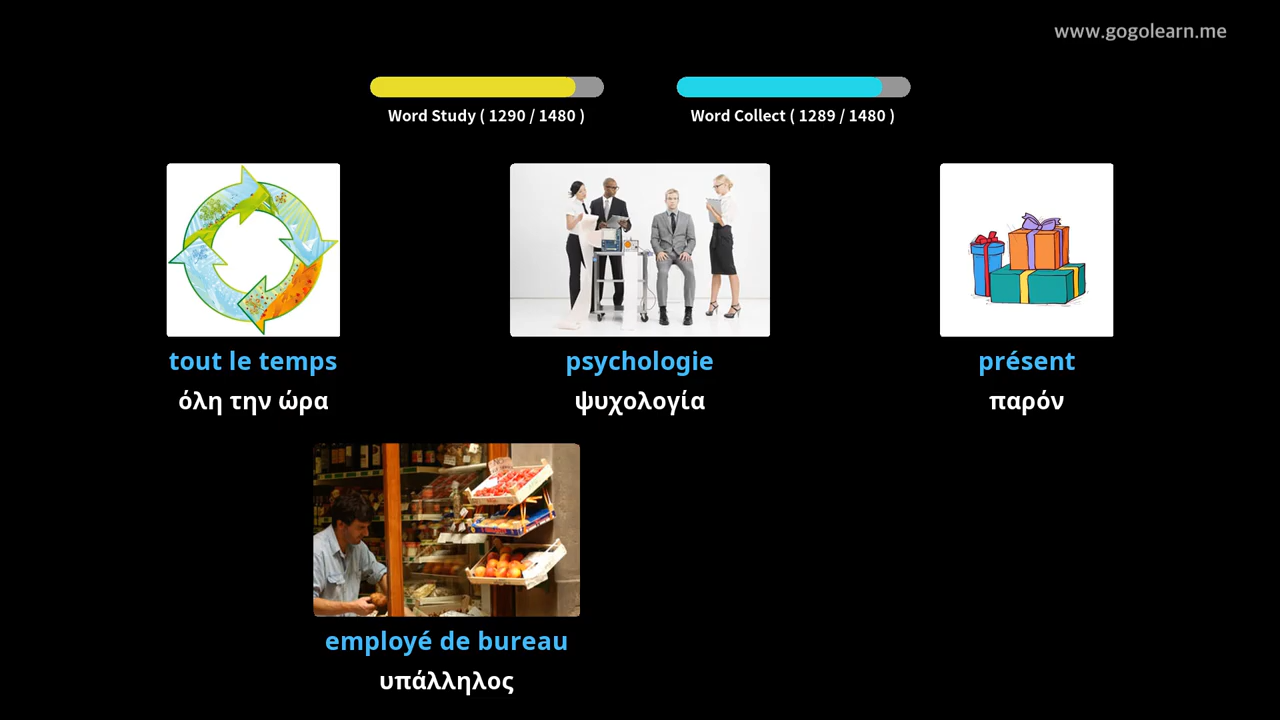 www.gogolearn.me
Word Study ( 1290 / 1480 )
Word Collect ( 1289 / 1480 )
tout le temps
psychologie
présent
όλη την ώρα
ψυχολογία
παρόν
employé de bureau
υπάλληλος